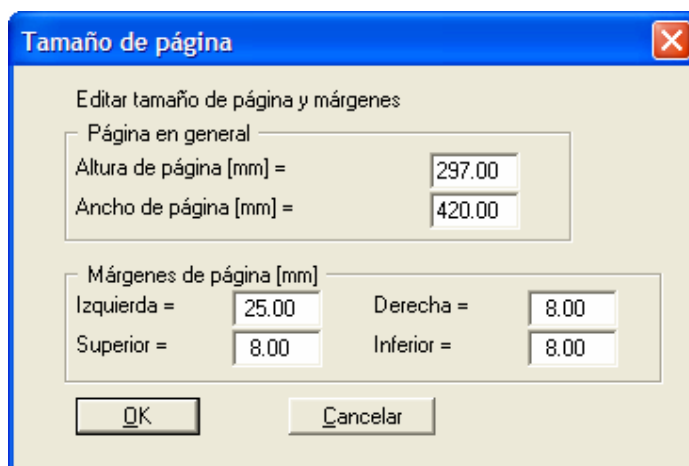 Tamaño de página
Editar tamaño de página y márgenes
Página en general
Altura de página [mm] = 297.00
Ancho de página [mm] = 420.00
Márgenes de página [mm]
Izquierda = 25.00 Derecha = 8.00
Superior = 8.00 Inferior = 8.00
OK Cancelar